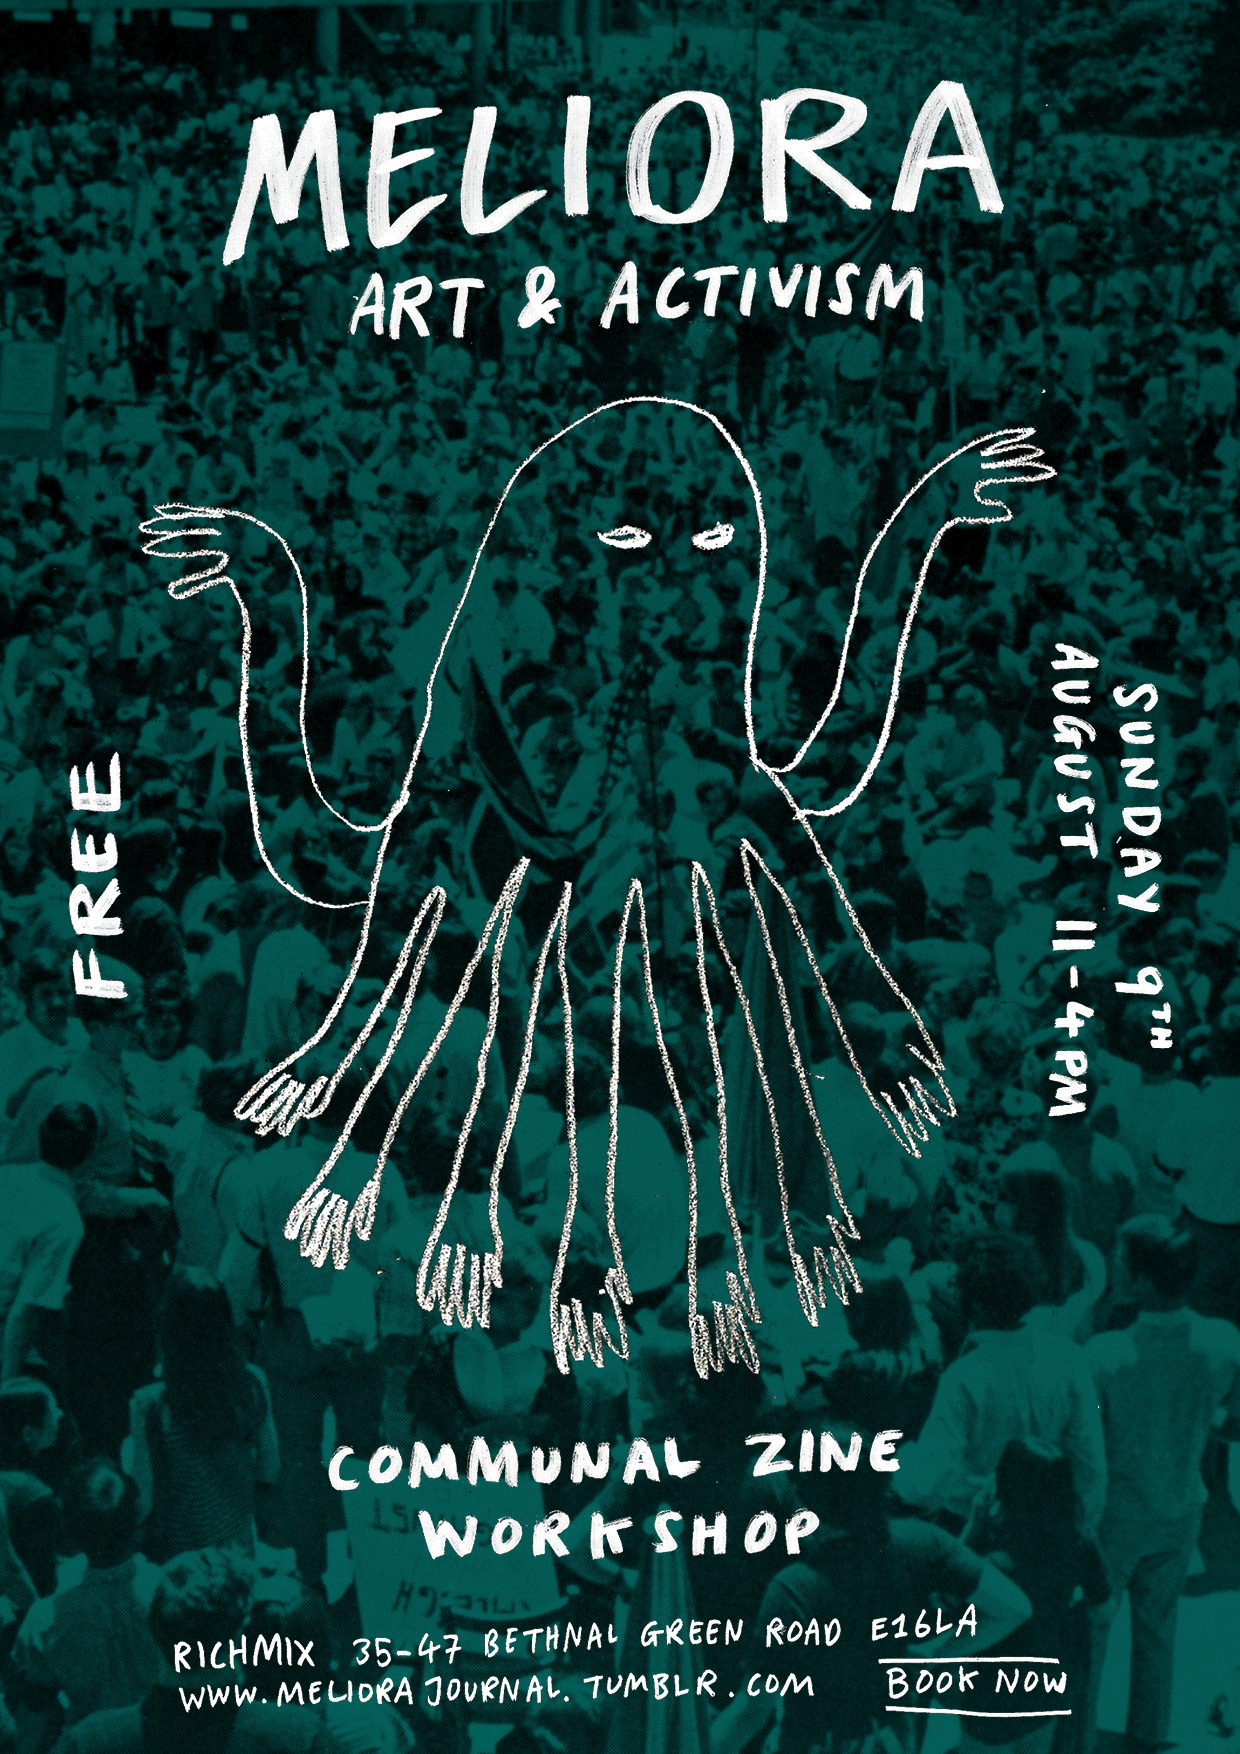 MELIORA
ART & ACTIVISM
FREE
SUNDAY 9TH
AUGUST 11-4PM
COMMUNAL ZINE
WORKSHOP
RICHMIX 35-47 BETHNAL GREEN ROAD E16LA
WWW.MELIORAJOURNAL.TUMBLR.COM
BOOK NOW